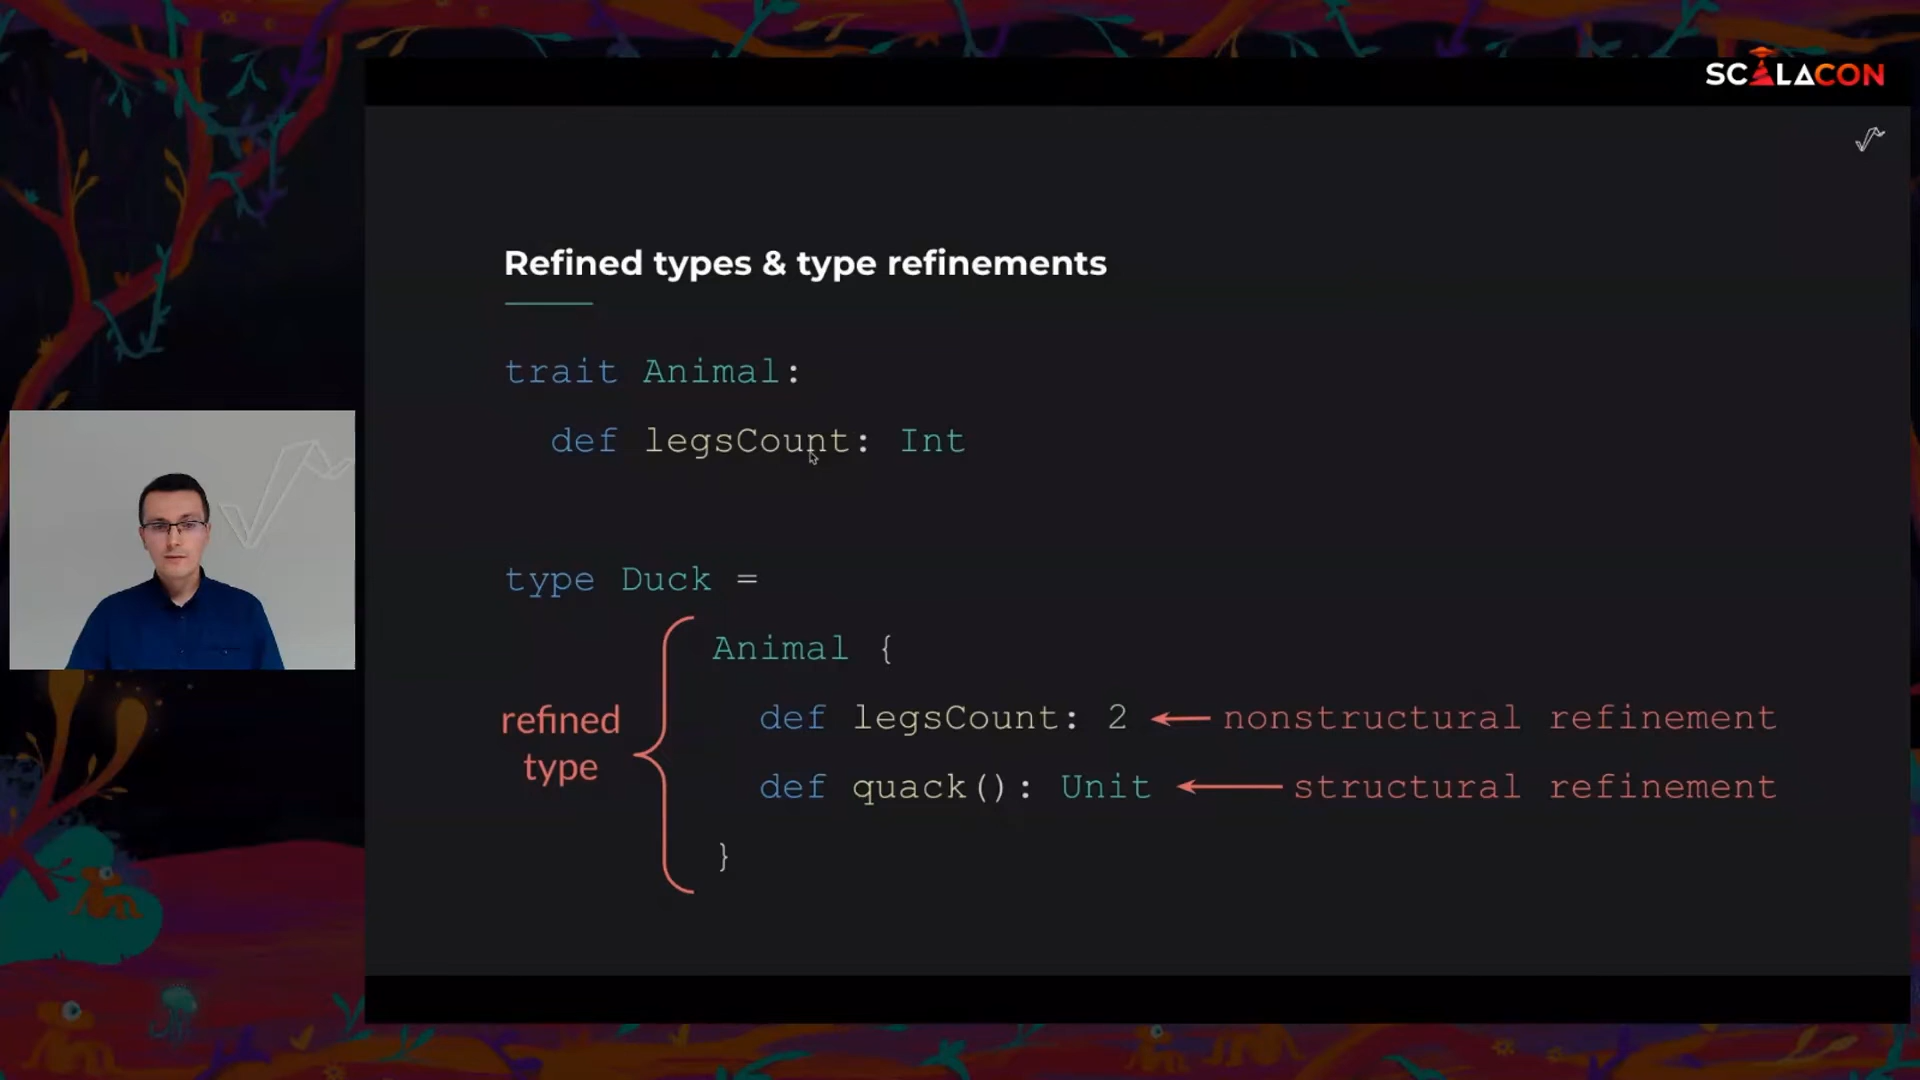 SCALACON
Refined types & type refinements
trait Animal:
def legsCount: Int
type Duck =
Animal {
def legsCount: 2 nonstructural refinement
refined
type
def quack(): Unit structural refinement
}